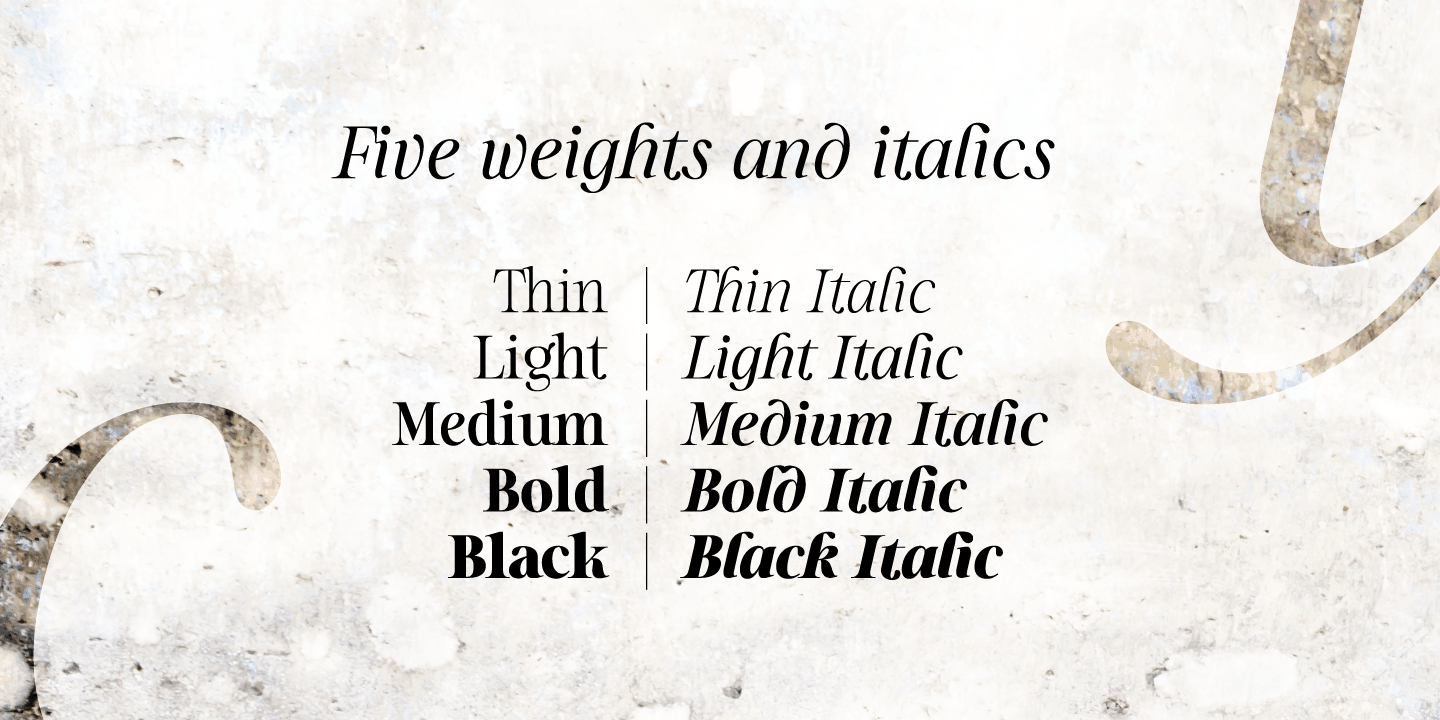 Five weights and italics
Thin | Thin Italic
Light | Light Italic
Medium | Medium Italic
Bold | Bold Italic
Black | Black Italic